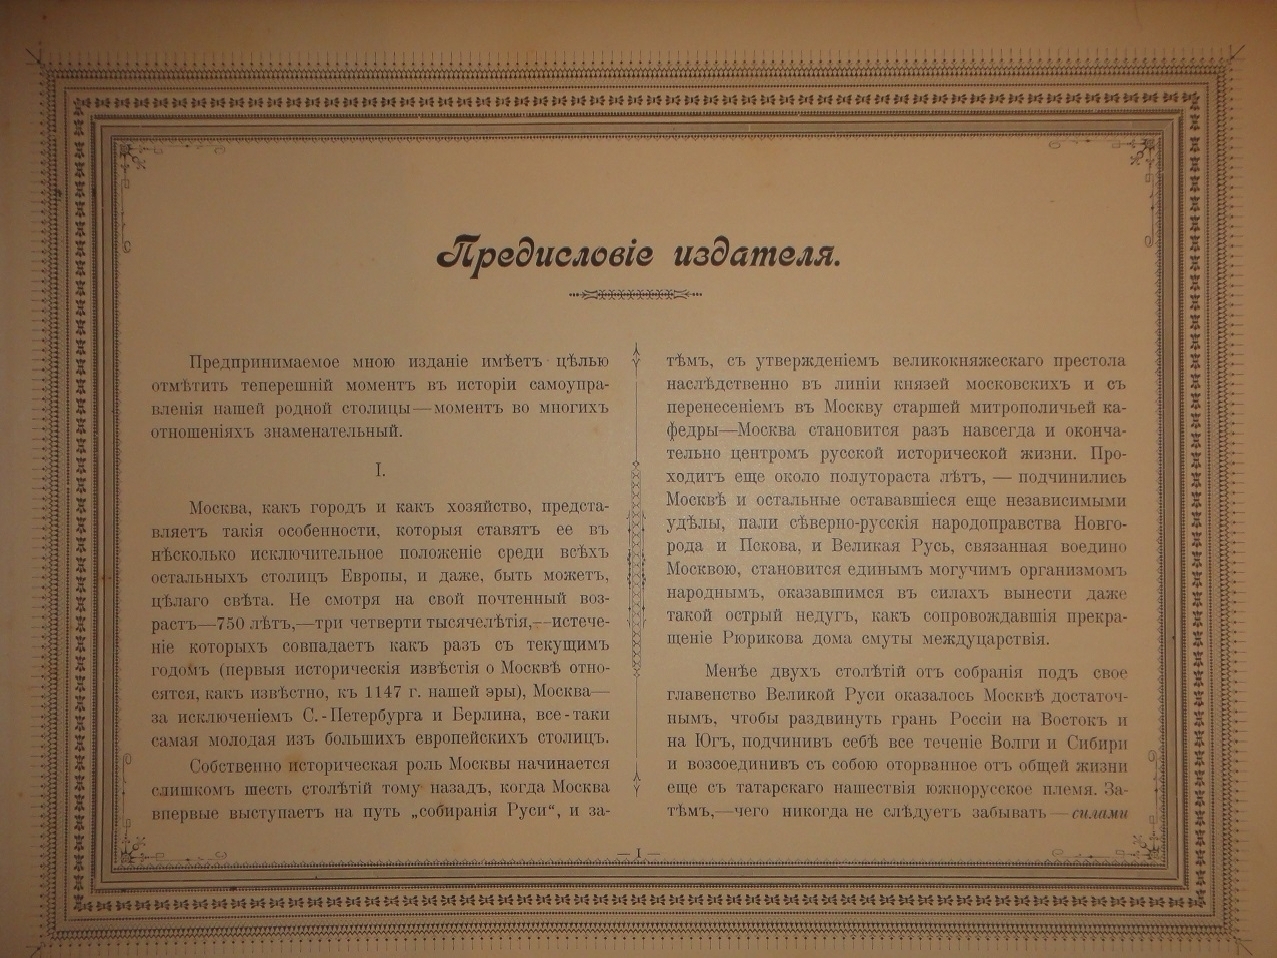 Предисловіе издателя.
Предпринимаемое мною изданіе имѣетъ цѣлью
отмѣтить теперешній моментъ въ исторіи самоупра-
вленія нашей родной столицы—моментъ во многихъ
отношеніяхъ знаменательный.
I.
Москва, какъ городъ и какъ хозяйство, предста-
вляетъ такія особенности, которыя ставятъ ее въ
нѣсколько исключительное положеніе среди всѣхъ
остальныхъ столицъ Европы, и даже, быть можетъ,
цѣлаго свѣта. Не смотря на свой почтенный воз-
растъ—750 лѣтъ,—три четверти тысячелѣтія,—истече-
ніе которыхъ совпадаетъ какъ разъ съ текущимъ
годомъ (первыя историческія извѣстія о Москвѣ отно-
сятся, какъ извѣстно, къ 1147 г. нашей эры), Москва—
за исключеніемъ С.-Петербурга и Берлина, все-таки
самая молодая изъ большихъ европейскихъ столицъ.
Собственно историческая роль Москвы начинается
слишкомъ шесть столѣтій тому назадъ, когда Москва
впервые выступаетъ на путь „собиранія Руси“, и за-
тѣмъ, съ утвержденіемъ великокняжескаго престола
наслѣдственно въ линіи князей московскихъ и съ
перенесеніемъ въ Москву старшей митрополичьей ка-
федры—Москва становится разъ навсегда и оконча-
тельно центромъ русской исторической жизни. Про-
ходитъ еще около полутораста лѣтъ, — подчинились
Москвѣ и остальные остававшіеся еще независимыми
удѣлы, пали сѣверно-русскія народоправства Новго-
рода и Пскова, и Великая Русь, связанная воедино
Москвою, становится единымъ могучимъ организмомъ
народнымъ, оказавшимся въ силахъ вынести даже
такой острый недугъ, какъ сопровождавшія прекра-
щеніе Рюрикова дома смуты междуцарствія.
Менѣе двухъ столѣтій отъ собранія подъ свое
главенство Великой Руси оказалось Москвѣ достаточ-
нымъ, чтобы раздвинуть грань Россіи на Востокъ и
на Югъ, подчинивъ себѣ все теченіе Волги и Сибири
и возсоединивъ съ собою оторванное отъ общей жизни
еще съ татарскаго нашествія южнорусское племя. За-
тѣмъ,—чего никогда не слѣдуетъ забывать—силами
— I —